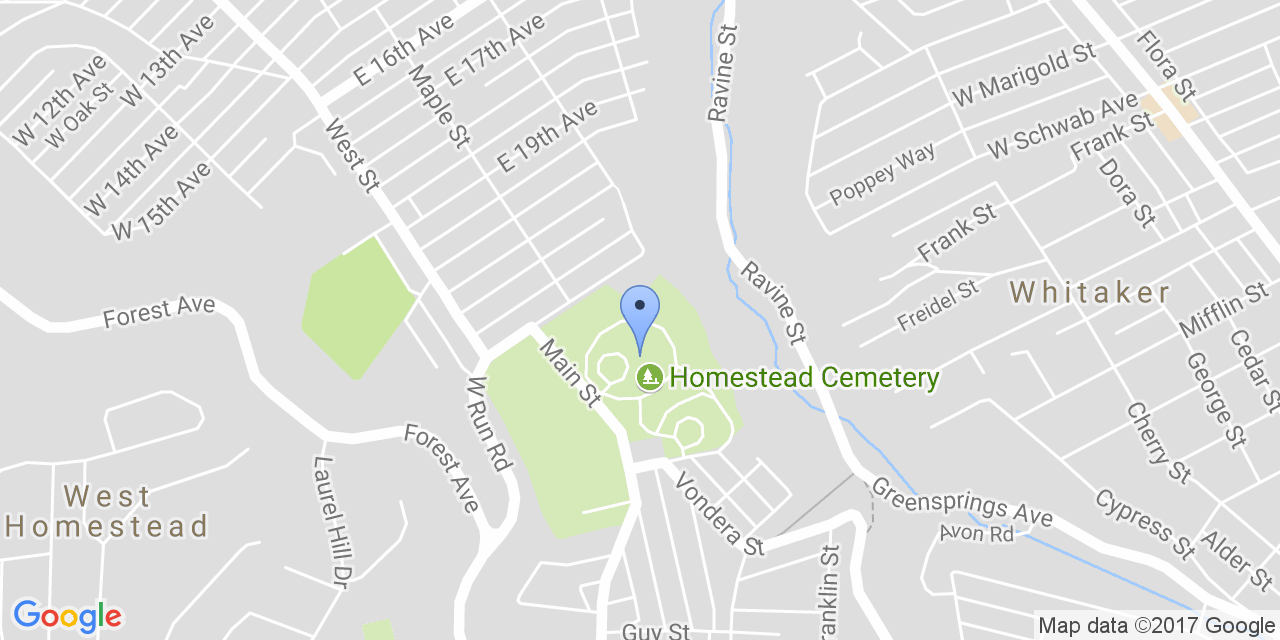 W 12th Ave
W Oak St
W 13th Ave
W 14th Ave
W 15th Ave
E 16th Ave
E 17th Ave
Maple St
E 19th Ave
West St
Ravine St
W Marigold St
Flora St
W Schwab Ave
Frank St
Poppey Way
Dora St
Frank St
Ravine St
Freidel St
Whitaker
Mifflin St
Forest Ave
Cedar St
George St
Main St
Homestead Cemetery
W Run Rd
Cherry St
Forest Ave
Laurel Hill Dr
West
Homestead
Vondera St
Greensprings Ave
Avon Rd
Cypress St
Alder St
ranklin St
Guy St
Google
Map data ©2017 Google